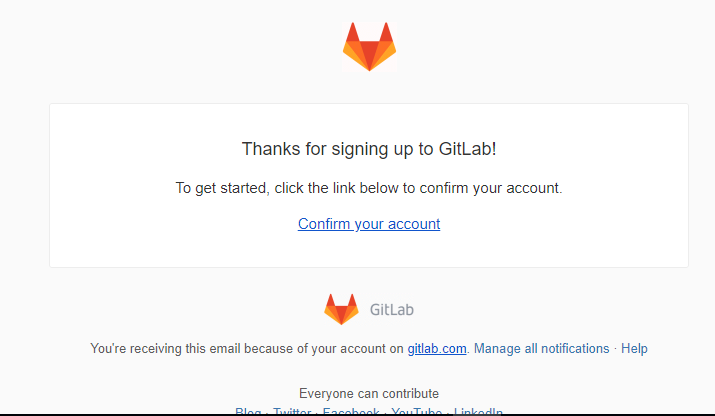 Thanks for signing up to GitLab!
To get started, click the link below to confirm your account.
Confirm your account
GitLab
You're receiving this email because of your account on gitlab.com. Manage all notifications · Help
Everyone can contribute
Blog · Twitter · Facebook · YouTube · LinkedIn